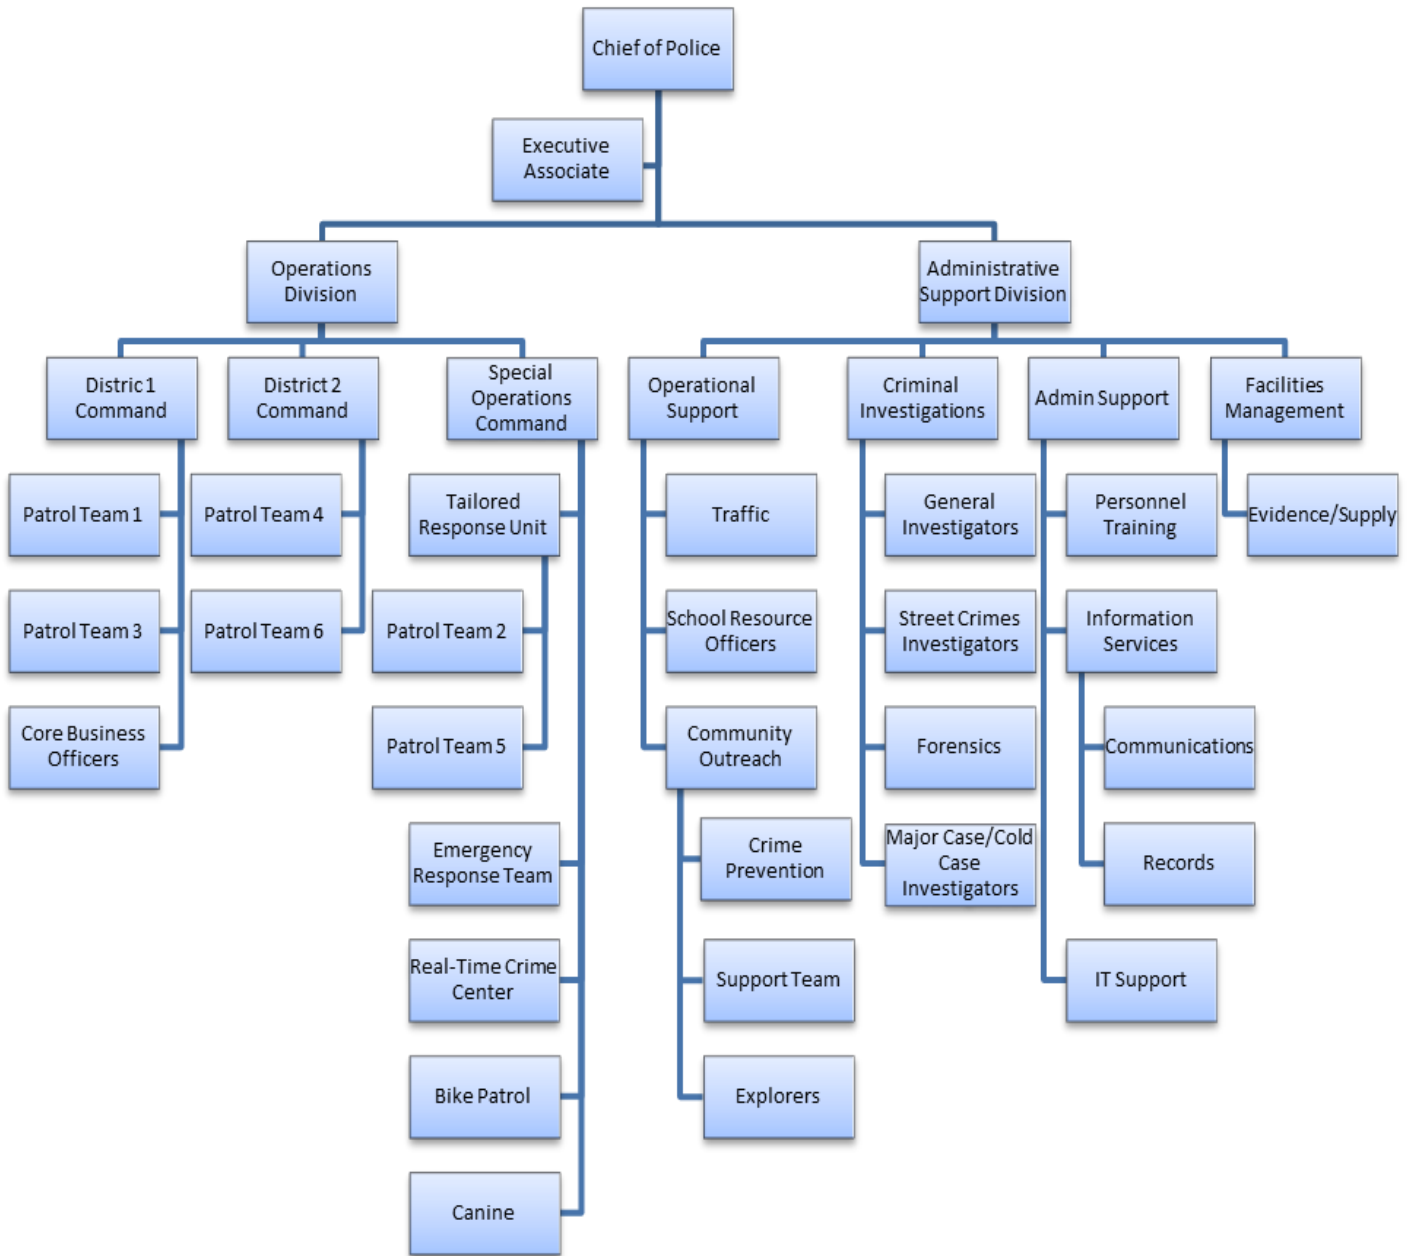 Chief of Police
Executive
Associate
Operations
Division
Administrative
Support Division
Distric 1
Command
District 2
Command
Special
Operations
Command
Operational
Support
Criminal
Investigations
Admin Support
Facilities
Management
Patrol Team 1
Patrol Team 4
Tailored
Response Unit
Traffic
General
Investigators
Personnel
Training
Evidence/Supply
Patrol Team 3
Patrol Team 6
Patrol Team 2
School Resource
Officers
Street Crimes
Investigators
Information
Services
Core Business
Officers
Patrol Team 5
Community
Outreach
Forensics
Communications
Emergency
Response Team
Crime
Prevention
Major Case/Cold
Case
Investigators
Records
Real-Time Crime
Center
Support Team
IT Support
Bike Patrol
Explorers
Canine